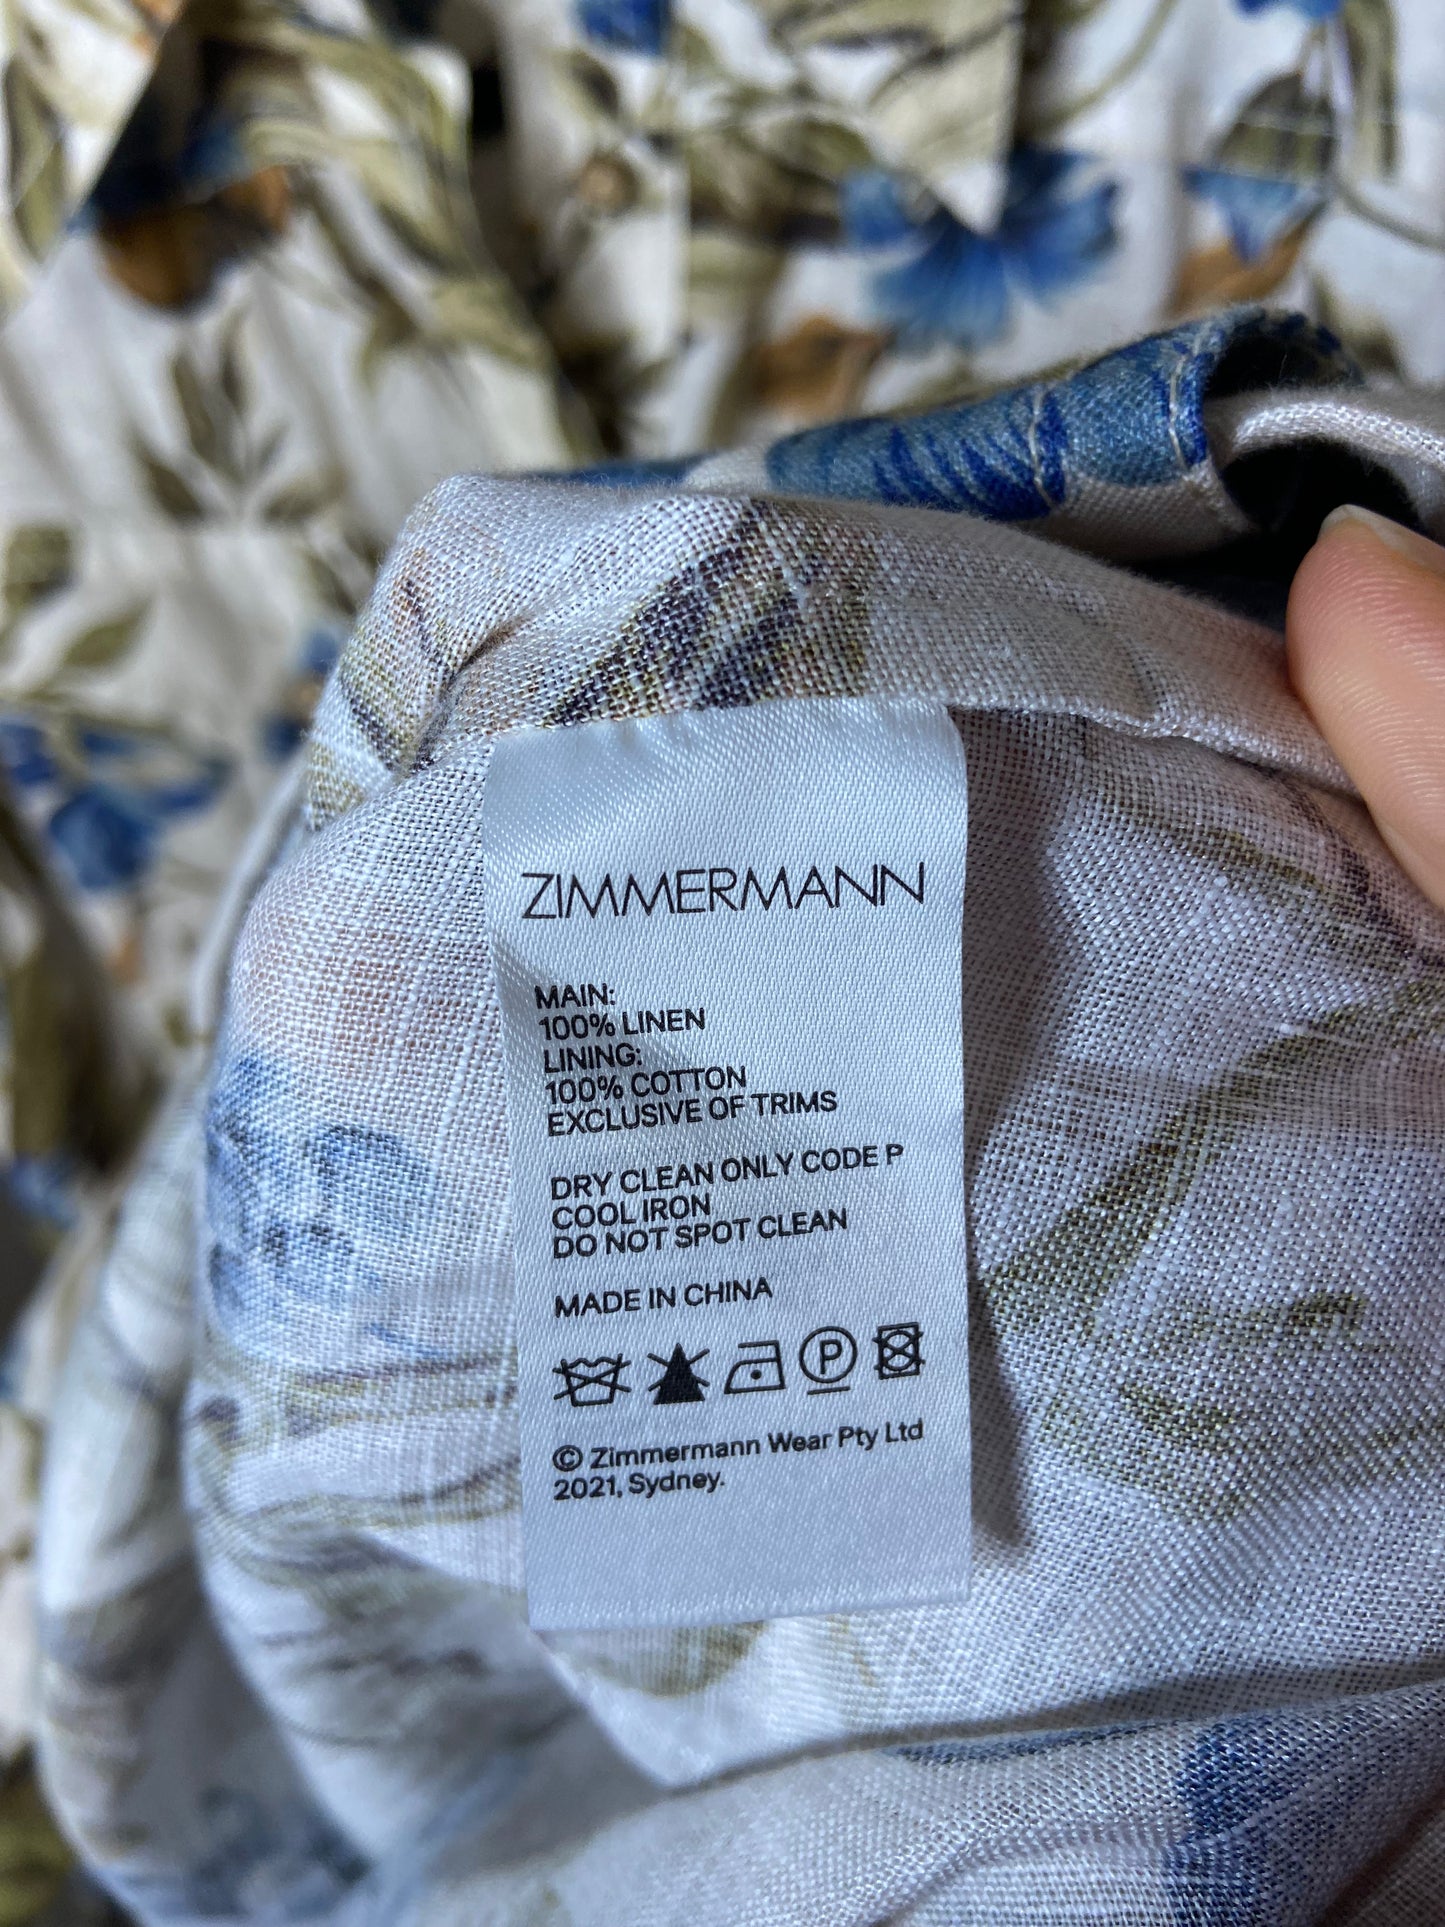 ZIMMERMANN
MAIN:
100% LINEN
LINING:
100% COTTON
EXCLUSIVE OF TRIMS
DRY CLEAN ONLY CODE P
COOL IRON
DO NOT SPOT CLEAN
MADE IN CHINA
P
© Zimmermann Wear Pty Ltd
2021, Sydney.